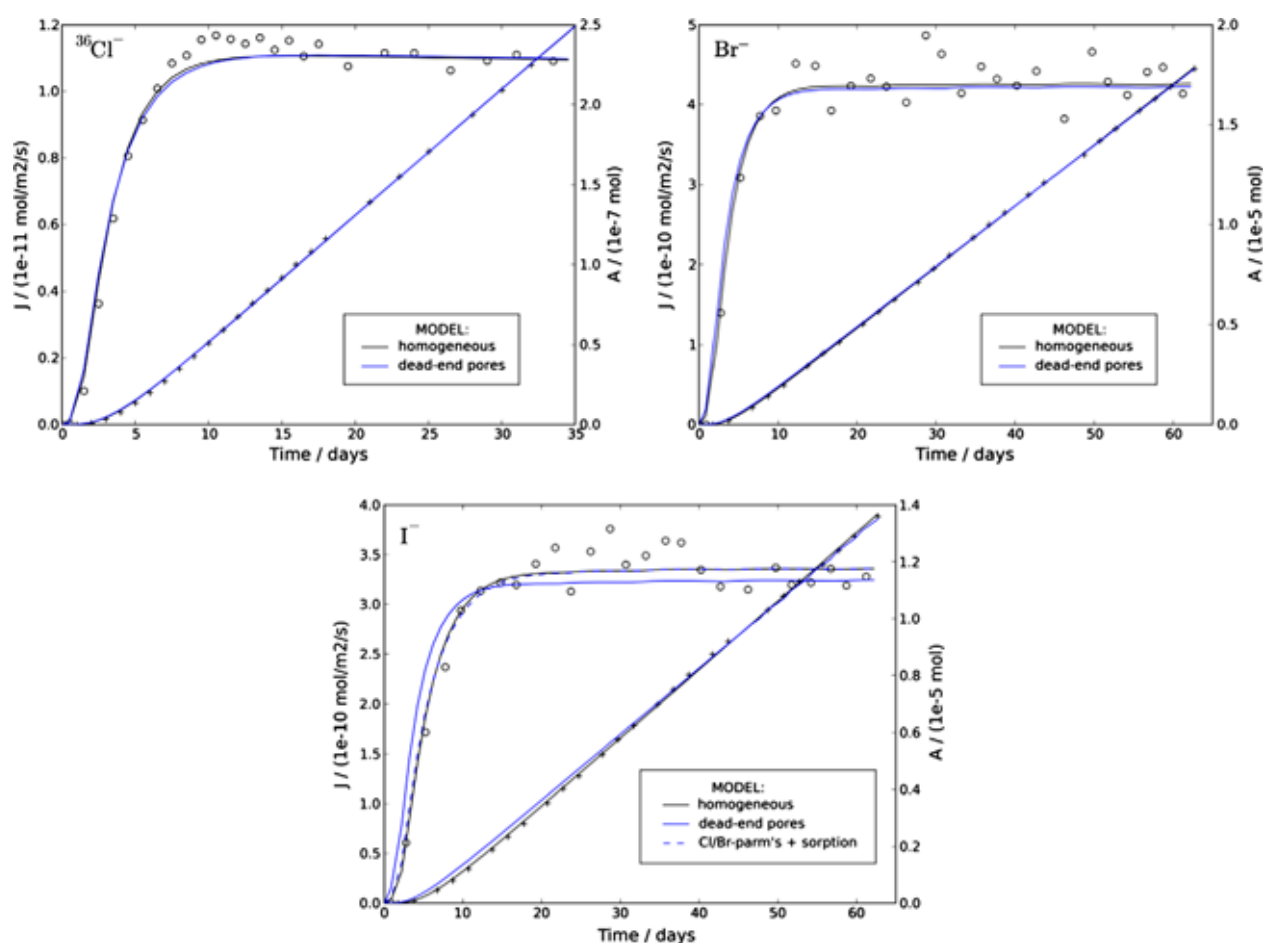 ³⁶Cl⁻
J / (1e-11 mol/m2/s)
1.2
1.0
0.8
0.6
0.4
0.2
0.0
0 5 10 15 20 25 30 35
Time / days
2.5
2.0
1.5
1.0
0.5
0.0
A / (1e-7 mol)
MODEL:
homogeneous
dead-end pores
Br⁻
J / (1e-10 mol/m2/s)
5
4
3
2
1
0
0 10 20 30 40 50 60
Time / days
2.0
1.5
1.0
0.5
0.0
A / (1e-5 mol)
MODEL:
homogeneous
dead-end pores
I⁻
J / (1e-10 mol/m2/s)
4.0
3.5
3.0
2.5
2.0
1.5
1.0
0.5
0.0
0 10 20 30 40 50 60
Time / days
1.4
1.2
1.0
0.8
0.6
0.4
0.2
0.0
A / (1e-5 mol)
MODEL:
homogeneous
dead-end pores
Cl/Br-parm's + sorption